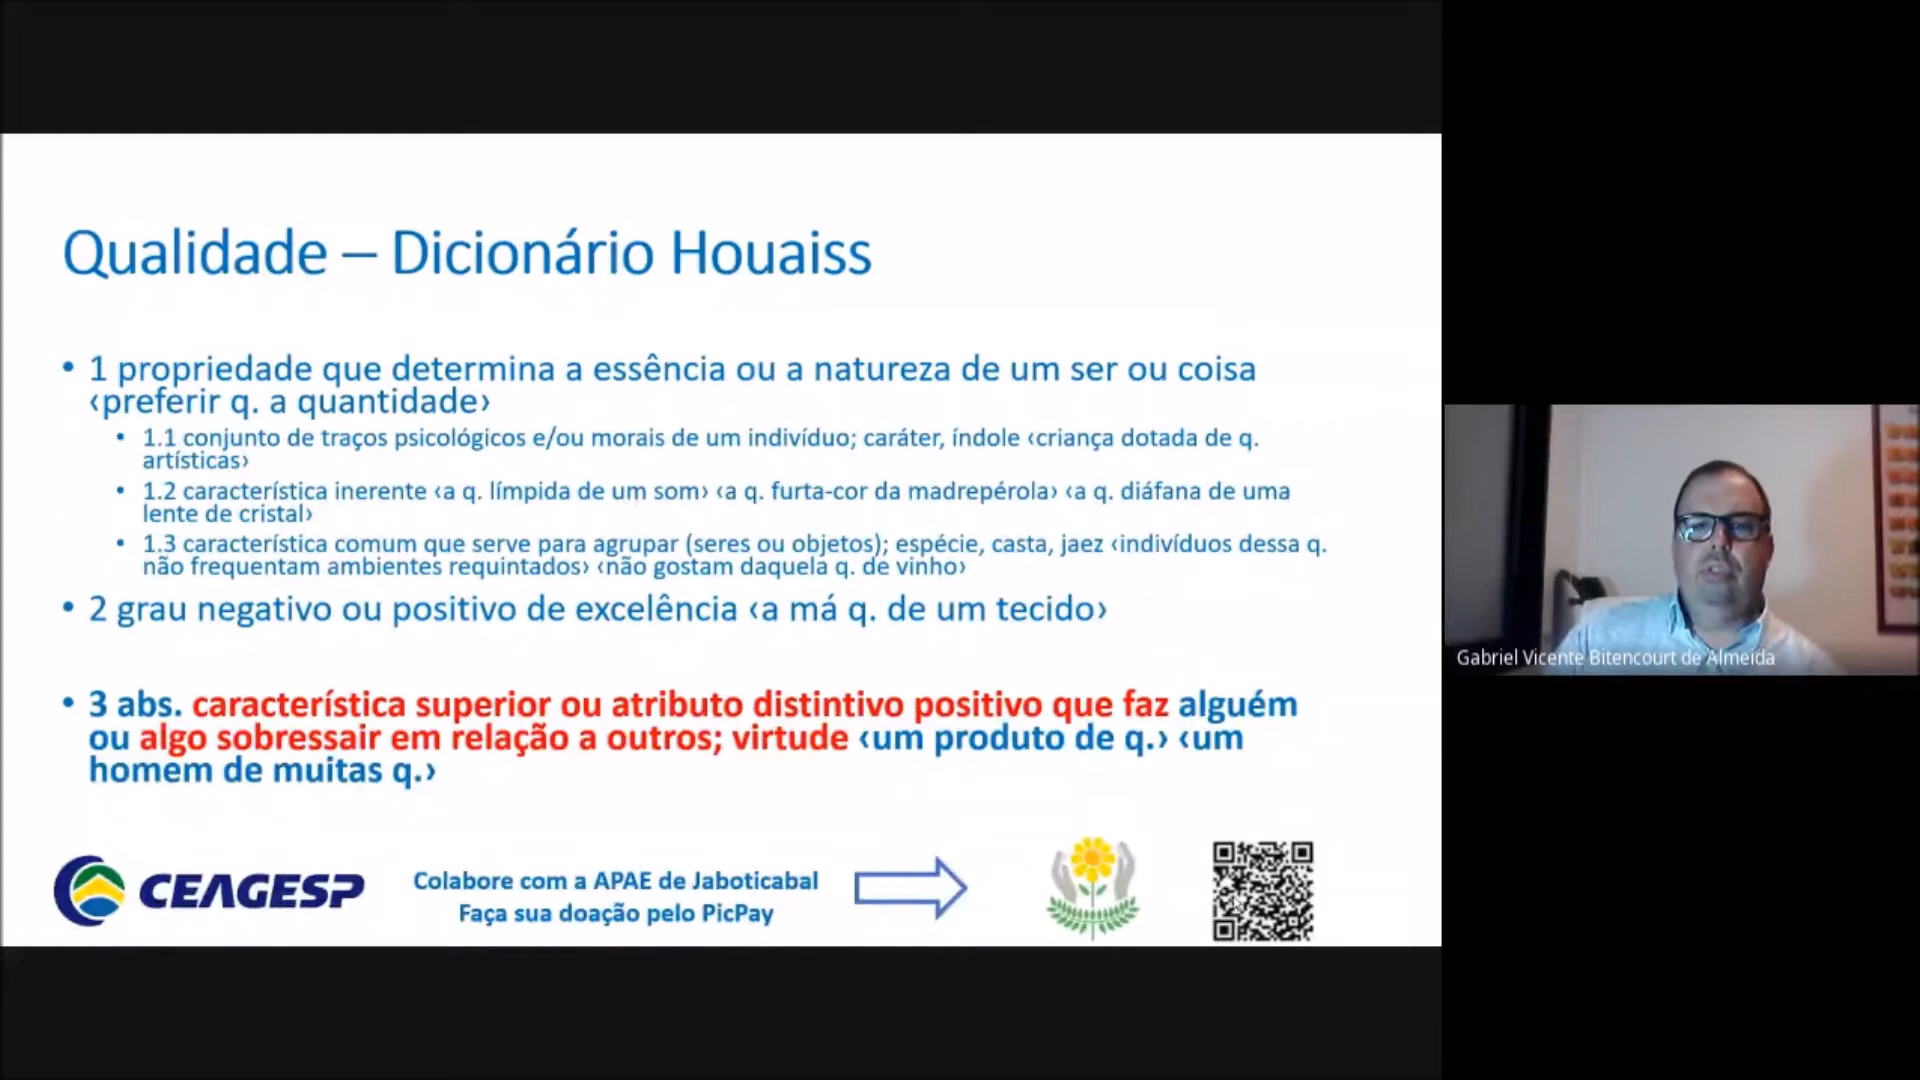 Qualidade – Dicionário Houaiss
• 1 propriedade que determina a essência ou a natureza de um ser ou coisa
‹preferir q. a quantidade›
• 1.1 conjunto de traços psicológicos e/ou morais de um indivíduo; caráter, índole ‹criança dotada de q.
artísticas›
• 1.2 característica inerente ‹a q. límpida de um som› ‹a q. furta-cor da madrepérola› ‹a q. diáfana de uma
lente de cristal›
• 1.3 característica comum que serve para agrupar (seres ou objetos); espécie, casta, jaez ‹indivíduos dessa q.
não frequentam ambientes requintados› ‹não gostam daquela q. de vinho›
• 2 grau negativo ou positivo de excelência ‹a má q. de um tecido›
• 3 abs. característica superior ou atributo distintivo positivo que faz alguém
ou algo sobressair em relação a outros; virtude ‹um produto de q.› ‹um
homem de muitas q.›
CEAGESP
Colabore com a APAE de Jaboticabal
Faça sua doação pelo PicPay
Gabriel Vicente Bitencourt de Almeida